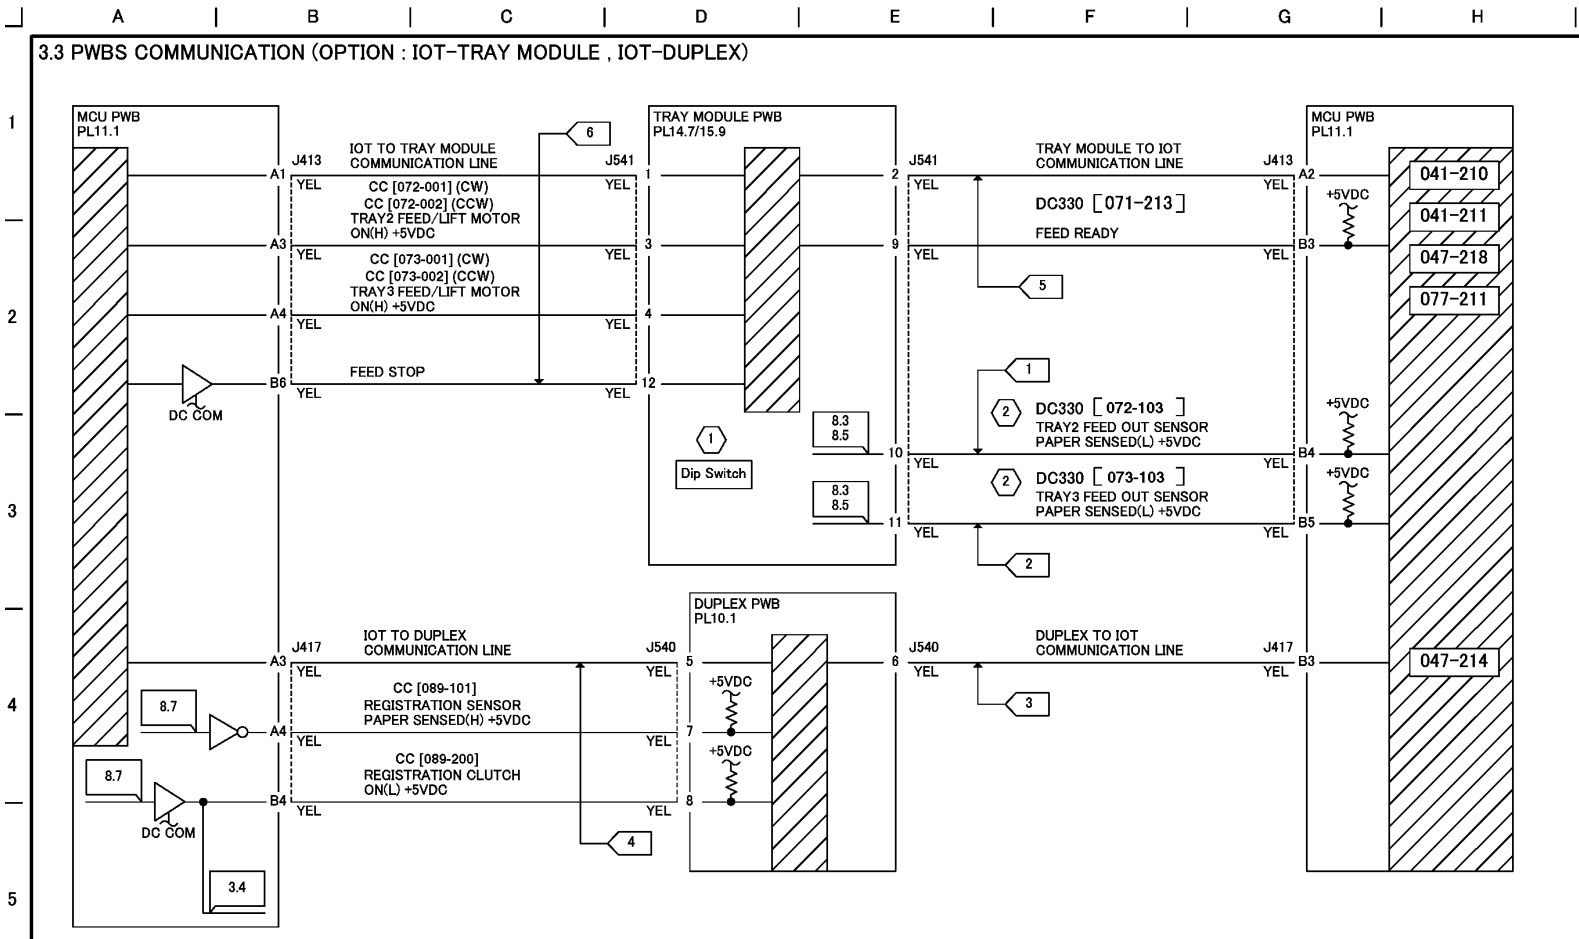 A B C D E F G H
3.3 PWBS COMMUNICATION (OPTION : IOT-TRAY MODULE , IOT-DUPLEX)
1
2
3
4
5
MCU PWB
PL11.1
J413
IOT TO TRAY MODULE
COMMUNICATION LINE
J541
6
A1
YEL
YEL
1
CC [072-001] (CW)
CC [072-002] (CCW)
TRAY2 FEED/LIFT MOTOR
ON(H) +5VDC
A3
YEL
YEL
3
CC [073-001] (CW)
CC [073-002] (CCW)
TRAY3 FEED/LIFT MOTOR
ON(H) +5VDC
A4
YEL
YEL
4
FEED STOP
DC COM
B6
YEL
YEL
12
TRAY MODULE PWB
PL14.7/15.9
1
Dip Switch
8.3
8.5
10
8.3
8.5
11
J541
TRAY MODULE TO IOT
COMMUNICATION LINE
J413
2
YEL
YEL
A2
DC330 [071-213]
FEED READY
+5VDC
9
YEL
YEL
B3
5
1
2
DC330 [ 072-103 ]
TRAY2 FEED OUT SENSOR
PAPER SENSED(L) +5VDC
+5VDC
YEL
YEL
B4
2
DC330 [ 073-103 ]
TRAY3 FEED OUT SENSOR
PAPER SENSED(L) +5VDC
+5VDC
YEL
YEL
B5
2
MCU PWB
PL11.1
041-210
041-211
047-218
077-211
J417
IOT TO DUPLEX
COMMUNICATION LINE
J540
A3
YEL
YEL
5
8.7
CC [089-101]
REGISTRATION SENSOR
PAPER SENSED(H) +5VDC
A4
YEL
YEL
7
8.7
CC [089-200]
REGISTRATION CLUTCH
ON(L) +5VDC
DC COM
B4
YEL
YEL
8
4
3.4
DUPLEX PWB
PL10.1
+5VDC
+5VDC
J540
DUPLEX TO IOT
COMMUNICATION LINE
J417
6
YEL
YEL
B3
3
047-214